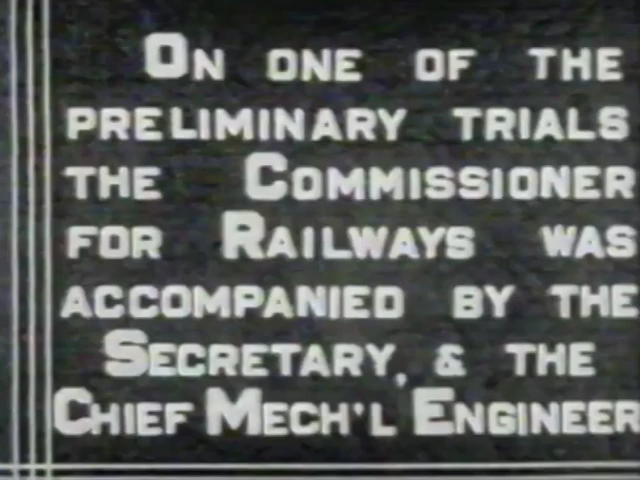 On one of the
preliminary trials
the Commissioner
for Railways was
accompanied by the
Secretary, & the
Chief Mech'l Engineer